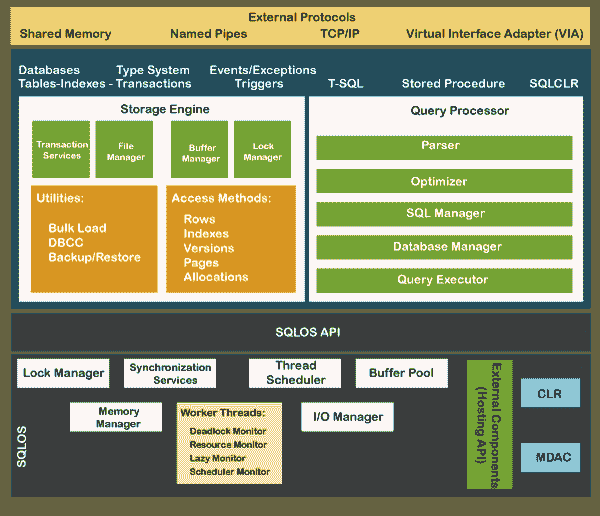 External Protocols
Shared Memory Named Pipes TCP/IP Virtual Interface Adapter (VIA)
Databases Type System Events/Exceptions
Tables-Indexes - Transactions Triggers T-SQL Stored Procedure SQLCLR
Storage Engine
Transaction
Services
File
Manager
Buffer
Manager
Lock
Manager
Utilities:
Bulk Load
DBCC
Backup/Restore
Access Methods:
Rows
Indexes
Versions
Pages
Allocations
Query Processor
Parser
Optimizer
SQL Manager
Database Manager
Query Executor
SQLOS API
SQLOS
Lock Manager
Synchronization
Services
Thread
Scheduler
Buffer Pool
Memory
Manager
Worker Threads:
Deadlock Monitor
Resource Monitor
Lazy Monitor
Scheduler Monitor
I/O Manager
External Components
(Hosting API)
CLR
MDAC